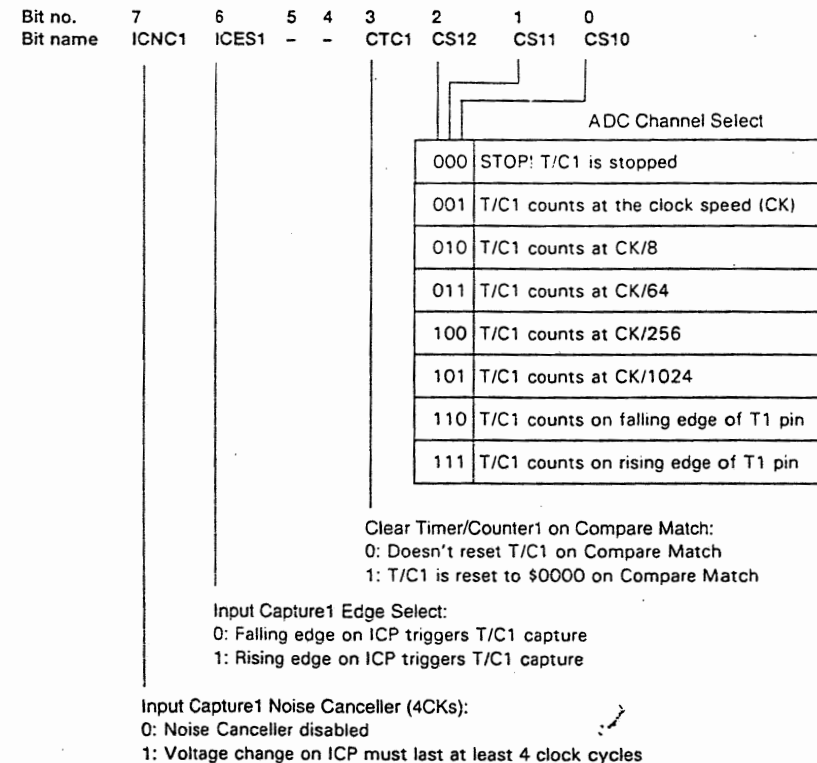 Bit no. 7 6 5 4 3 2 1 0
Bit name ICNC1 ICES1 – – CTC1 CS12 CS11 CS10
ADC Channel Select
000 STOP! T/C1 is stopped
001 T/C1 counts at the clock speed (CK)
010 T/C1 counts at CK/8
011 T/C1 counts at CK/64
100 T/C1 counts at CK/256
101 T/C1 counts at CK/1024
110 T/C1 counts on falling edge of T1 pin
111 T/C1 counts on rising edge of T1 pin
Clear Timer/Counter1 on Compare Match:
0: Doesn't reset T/C1 on Compare Match
1: T/C1 is reset to $0000 on Compare Match
Input Capture1 Edge Select:
0: Falling edge on ICP triggers T/C1 capture
1: Rising edge on ICP triggers T/C1 capture
Input Capture1 Noise Canceller (4CKs):
0: Noise Canceller disabled
1: Voltage change on ICP must last at least 4 clock cycles